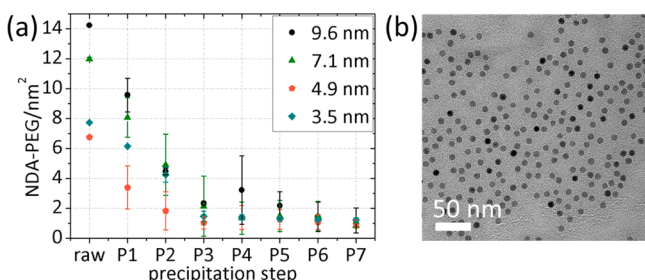 (a)
NDA-PEG/nm²
16
14
12
10
8
6
4
2
0
9.6 nm
7.1 nm
4.9 nm
3.5 nm
raw P1 P2 P3 P4 P5 P6 P7
precipitation step
(b)
50 nm